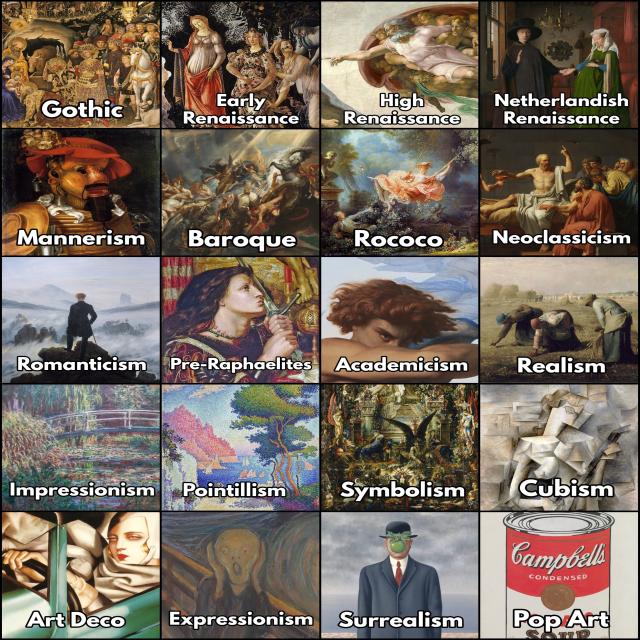 Gothic
Early
Renaissance
High
Renaissance
Netherlandish
Renaissance
Mannerism
Baroque
Rococo
Neoclassicism
Romanticism
Pre-Raphaelites
Academicism
Realism
Impressionism
Pointillism
Symbolism
Cubism
Art Deco
Expressionism
Surrealism
Campbell's
CONDENSED
Pop Art
SOUP